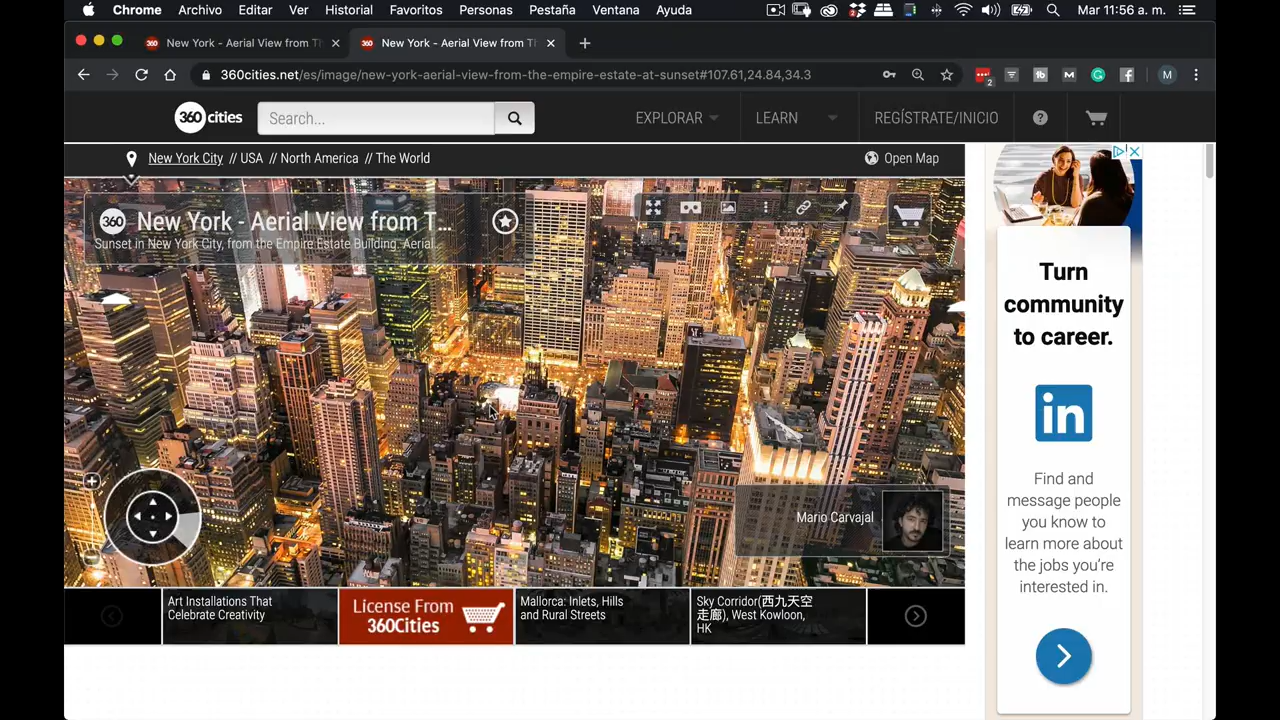 Chrome Archivo Editar Ver Historial Favoritos Personas Pestaña Ventana Ayuda Mar 11:56 a. m.
360 New York - Aerial View from T
360 New York - Aerial View from T
360cities.net/es/image/new-york-aerial-view-from-the-empire-estate-at-sunset#107.61,24.84,34.3
2
tb
M
G
f
M
360 cities
Search...
EXPLORAR
LEARN
REGÍSTRATE/INICIO
?
New York City // USA // North America // The World
Open Map
360 New York - Aerial View from T...
Sunset in New York City, from the Empire Estate Building. Aerial...
Mario Carvajal
Art Installations That
Celebrate Creativity
License From
360Cities
Mallorca: Inlets, Hills
and Rural Streets
Sky Corridor(西九天空
走廊), West Kowloon,
HK
Turn
community
to career.
in
Find and
message people
you know to
learn more about
the jobs you're
interested in.